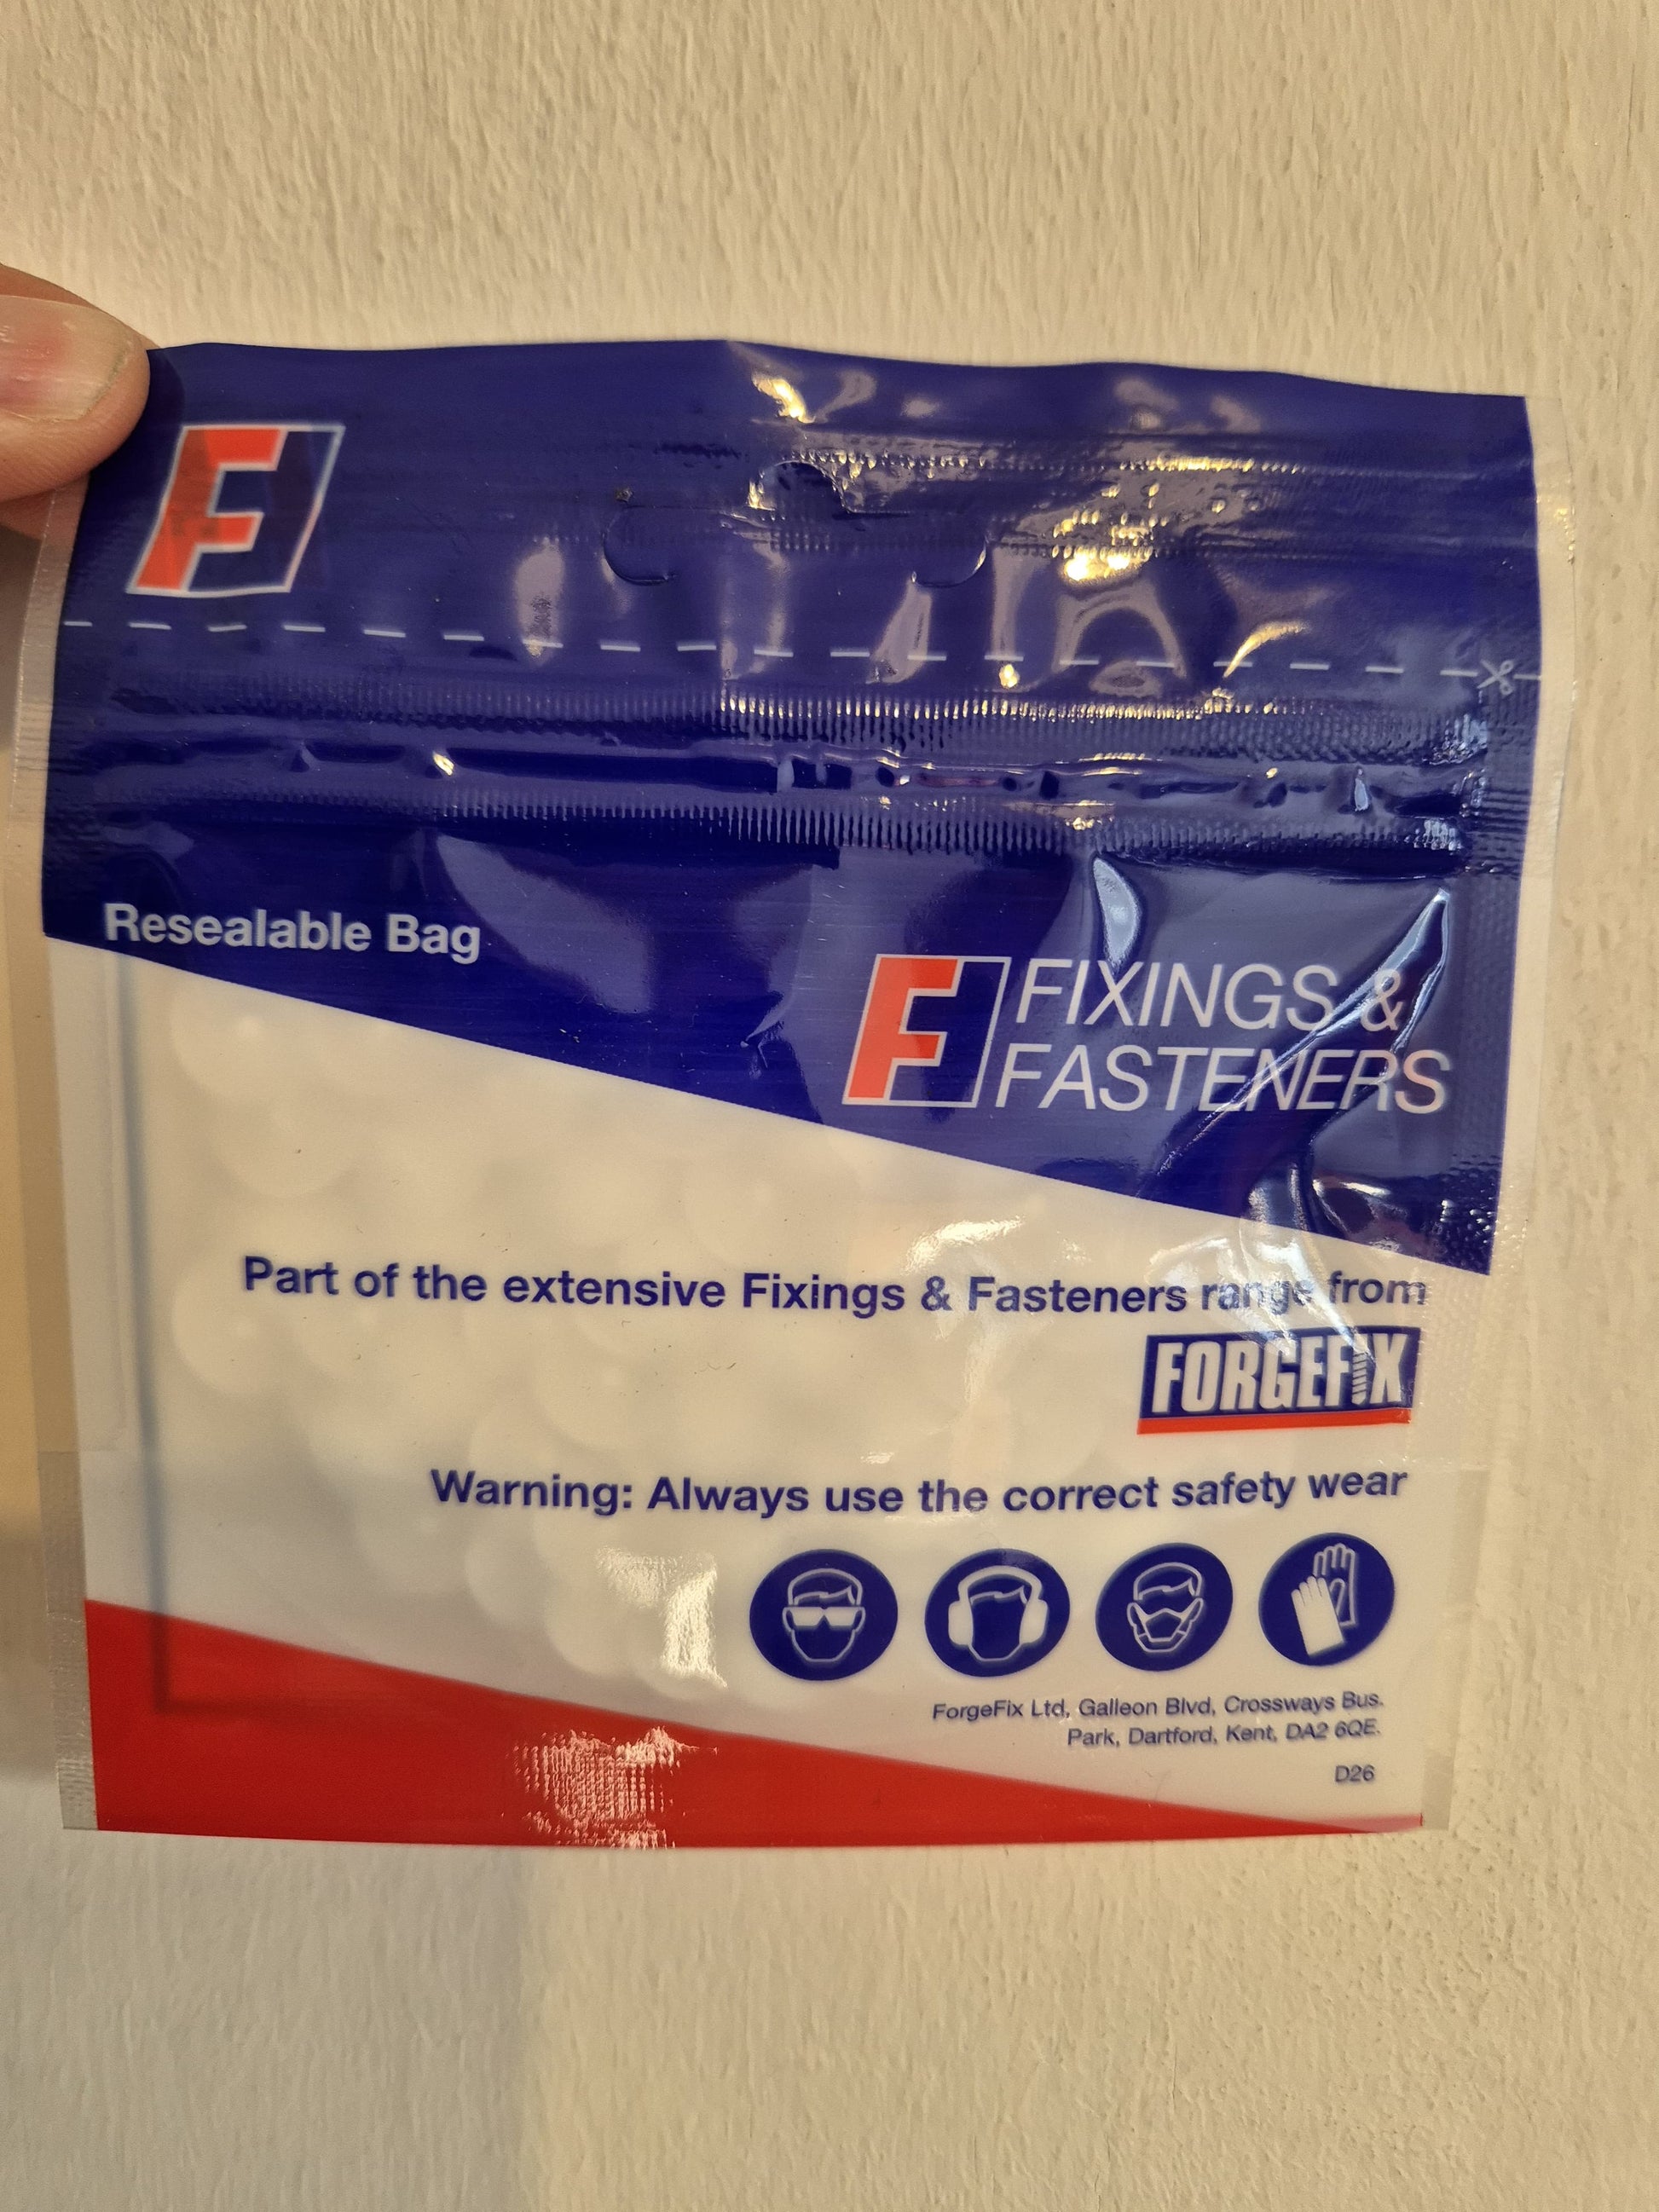 Resealable Bag
FIXINGS &
FASTENERS
Part of the extensive Fixings & Fasteners range from
FORGEFIX
Warning: Always use the correct safety wear
ForgeFix Ltd, Galleon Blvd, Crossways Bus.
Park, Dartford, Kent, DA2 6QE.
D26